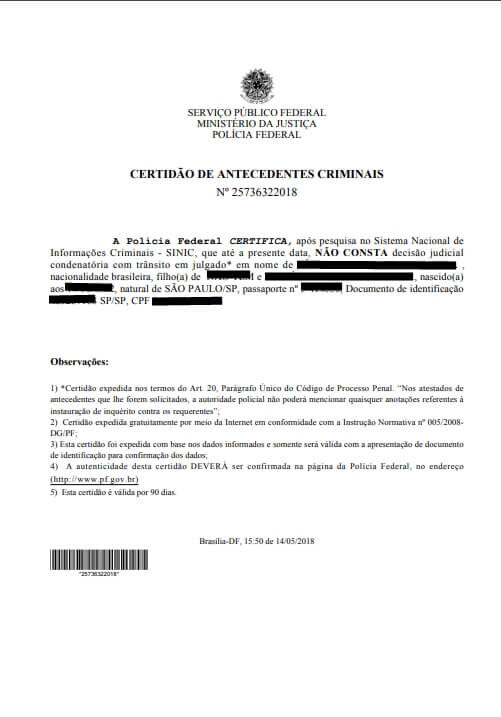 SERVIÇO PÚBLICO FEDERAL
MINISTÉRIO DA JUSTIÇA
POLÍCIA FEDERAL
CERTIDÃO DE ANTECEDENTES CRIMINAIS
Nº 25736322018
A Polícia Federal CERTIFICA, após pesquisa no Sistema Nacional de
Informações Criminais - SINIC, que até a presente data, NÃO CONSTA decisão judicial
condenatória com trânsito em julgado* em nome de ,
nacionalidade brasileira, filho(a) de e , nascido(a)
aos , natural de SÃO PAULO/SP, passaporte nº , Documento de identificação
SP/SP, CPF
Observações:
1) *Certidão expedida nos termos do Art. 20, Parágrafo Único do Código de Processo Penal. “Nos atestados de
antecedentes que lhe forem solicitados, a autoridade policial não poderá mencionar quaisquer anotações referentes à
instauração de inquérito contra os requerentes”;
2) Certidão expedida gratuitamente por meio da Internet em conformidade com a Instrução Normativa nº 005/2008-
DG/PF;
3) Esta certidão foi expedida com base nos dados informados e somente será válida com a apresentação de documento
de identificação para confirmação dos dados;
4) A autenticidade desta certidão DEVERÁ ser confirmada na página da Polícia Federal, no endereço
(http://www.pf.gov.br)
5) Esta certidão é válida por 90 dias.
Brasília-DF, 15:50 de 14/05/2018
*25736322018*